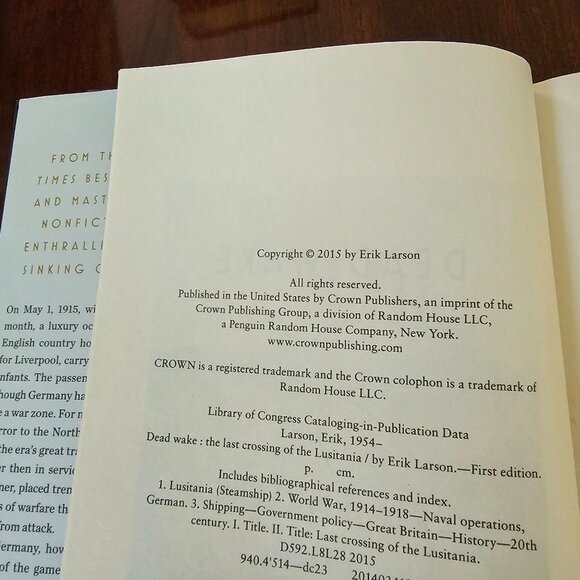 FROM TH
TIMES BES
AND MAST
NONFICT
ENTHRALLI
SINKING O
On May 1, 1915, wi
month, a luxury oc
English country ho
for Liverpool, carry
nfants. The passen
hough Germany ha
e a war zone. For m
rror to the North
the era's great tra
er then in servic
ner, placed tren
s of warfare th
from attack.
Germany, how
of the game
Copyright © 2015 by Erik Larson
All rights reserved.
Published in the United States by Crown Publishers, an imprint of the
Crown Publishing Group, a division of Random House LLC,
a Penguin Random House Company, New York.
www.crownpublishing.com
CROWN is a registered trademark and the Crown colophon is a trademark of
Random House LLC.
Library of Congress Cataloging-in-Publication Data
Larson, Erik, 1954–
Dead wake : the last crossing of the Lusitania / by Erik Larson.—First edition.
p. cm.
Includes bibliographical references and index.
1. Lusitania (Steamship) 2. World War, 1914–1918—Naval operations,
German. 3. Shipping—Government policy—Great Britain—History—20th
century. I. Title. II. Title: Last crossing of the Lusitania.
D592.L8L28 2015
940.4'514—dc23